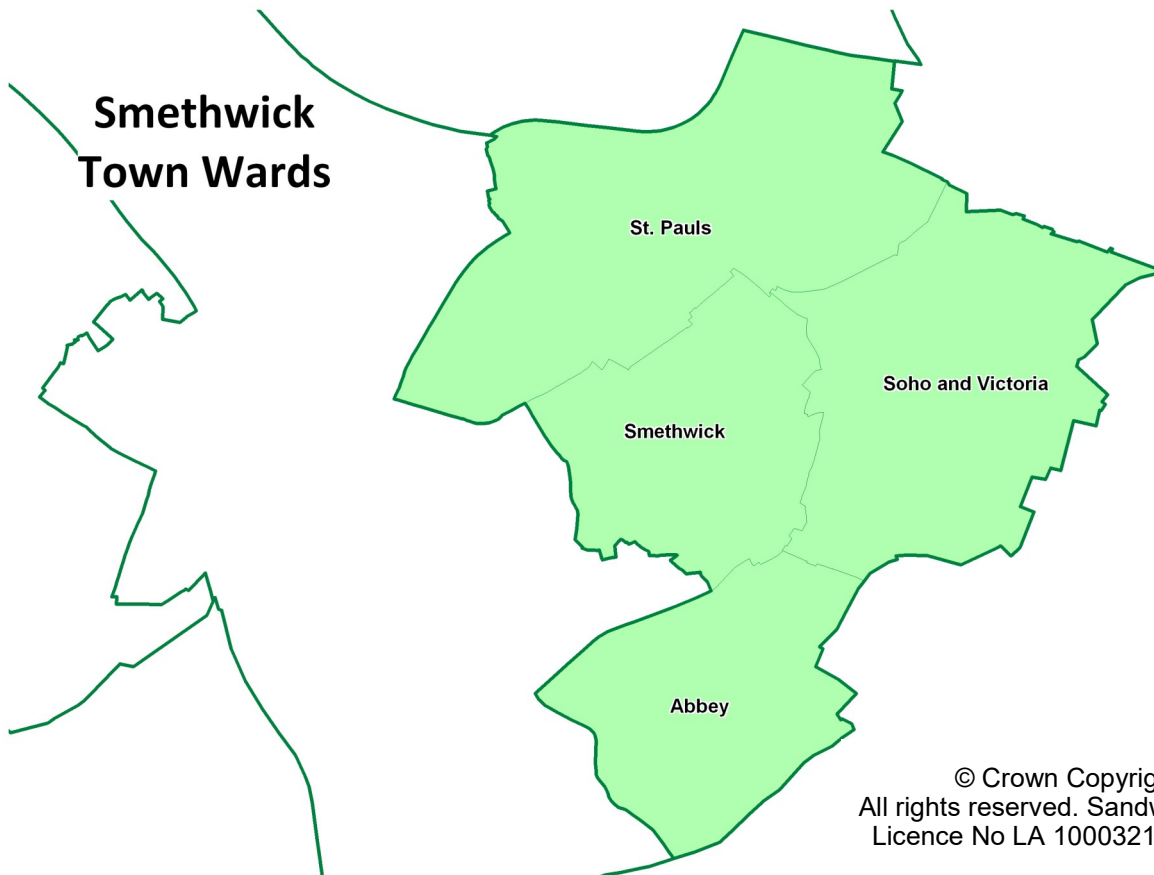 Smethwick
Town Wards
St. Pauls
Soho and Victoria
Smethwick
Abbey
© Crown Copyrig
All rights reserved. Sandw
Licence No LA 1000321